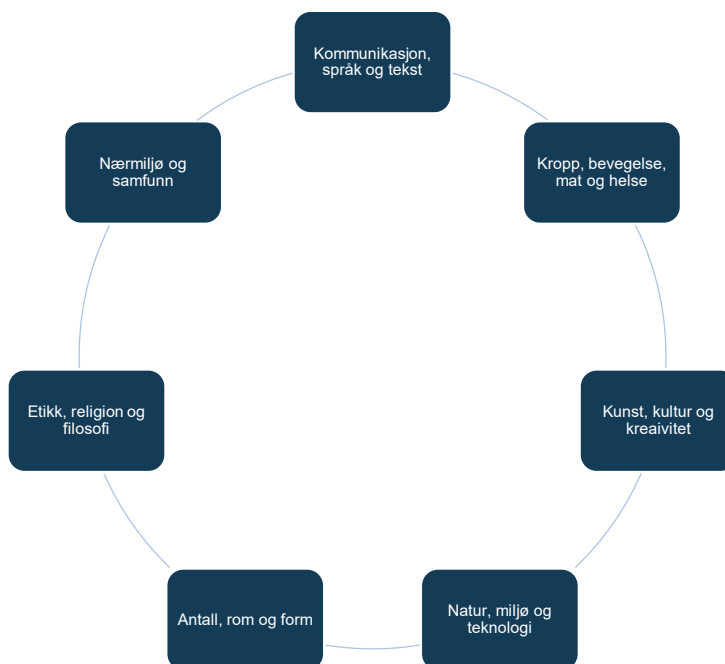 Kommunikasjon,
språk og tekst
Kropp, bevegelse,
mat og helse
Kunst, kultur og
kreaivitet
Natur, miljø og
teknologi
Antall, rom og form
Etikk, religion og
filosofi
Nærmiljø og
samfunn